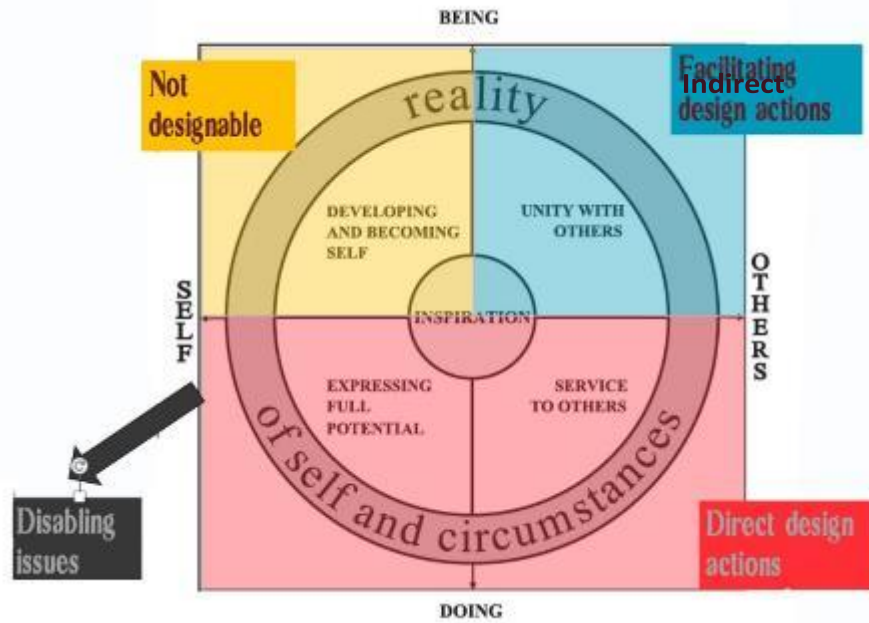 BEING
Not
designable
Facilitating
Indirect
design actions
reality
DEVELOPING
AND BECOMING
SELF
UNITY WITH
OTHERS
SELF
OTHERS
INSPIRATION
EXPRESSING
FULL
POTENTIAL
SERVICE
TO OTHERS
of self and circumstances
Disabling
issues
Direct design
actions
DOING